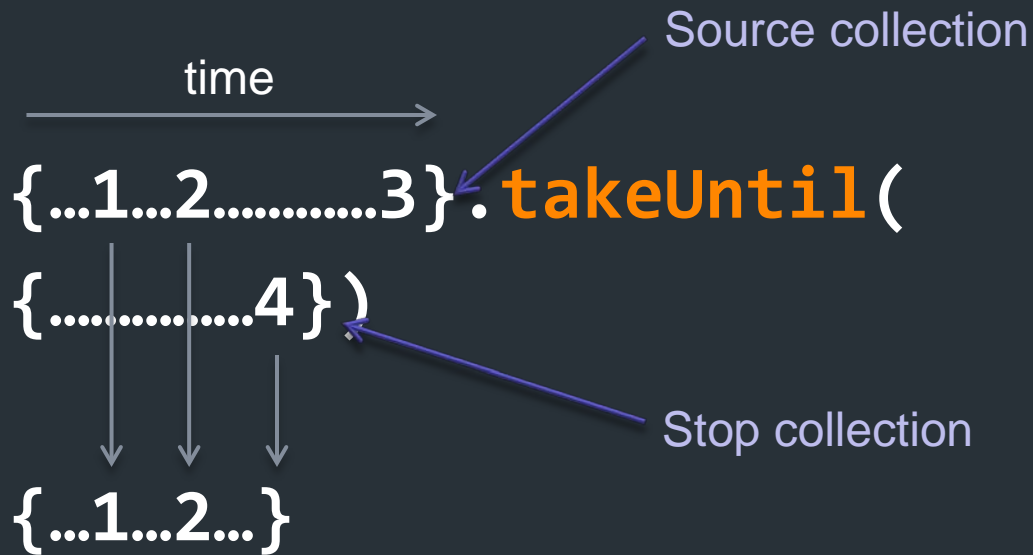 Source collection
time
{…1…2…………3}.takeUntil(
{……………4})
Stop collection
{…1…2…}